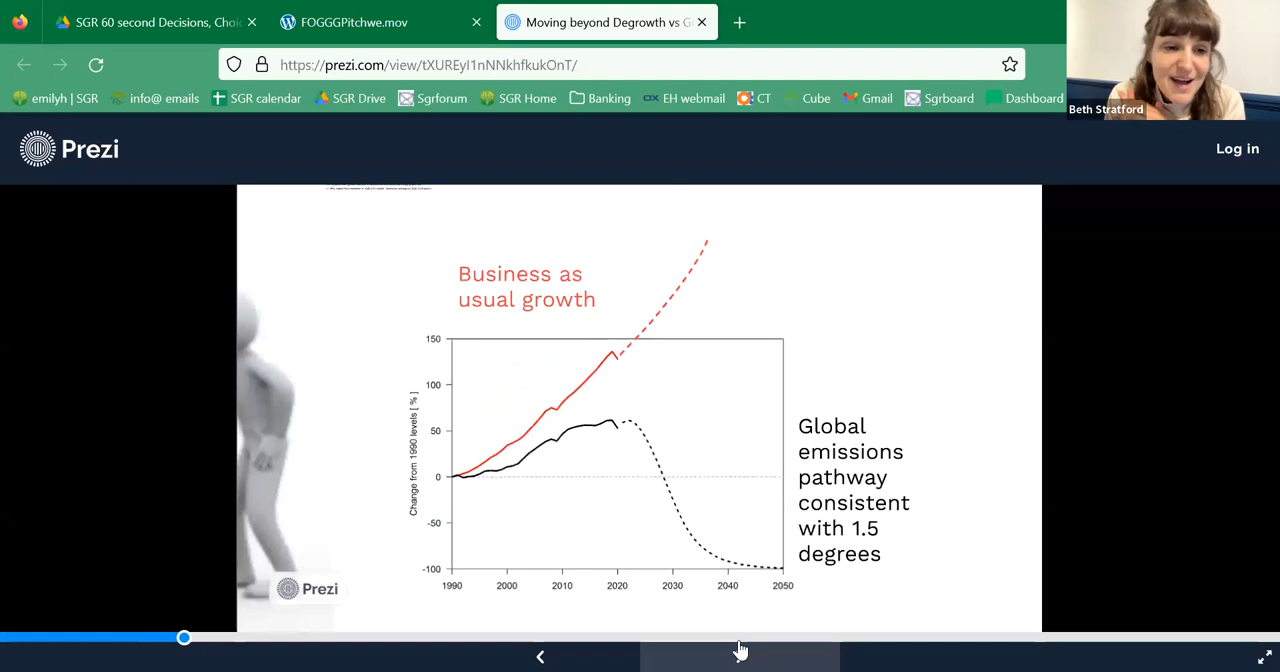 SGR 60 second Decisions, Choi
FOGGGPitchwe.mov
Moving beyond Degrowth vs G
https://prezi.com/view/tXUREyI1nNNkhfkukOnT/
emilyh | SGR
info@ emails
SGR calendar
SGR Drive
Sgrforum
SGR Home
Banking
EH webmail
CT
Cube
Gmail
Sgrboard
Dashboard
Beth Stratford
Prezi
Log in
Business as
usual growth
150
100
50
0
-50
-100
Change from 1990 levels [ % ]
1990
2000
2010
2020
2030
2040
2050
Global
emissions
pathway
consistent
with 1.5
degrees
Prezi